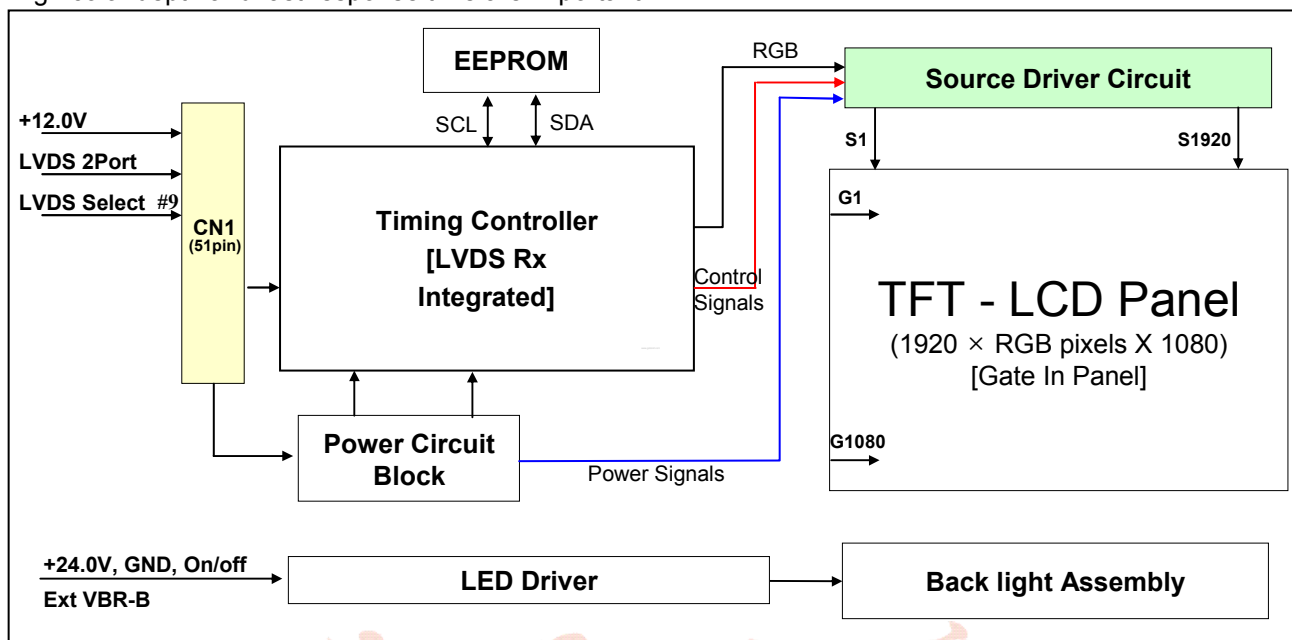 EEPROM
RGB
Source Driver Circuit
+12.0V
SCL
SDA
S1
S1920
LVDS 2Port
LVDS Select #9
CN1
(51pin)
Timing Controller
[LVDS Rx
Integrated]
G1
Control
Signals
TFT - LCD Panel
(1920 × RGB pixels X 1080)
[Gate In Panel]
G1080
Power Circuit
Block
Power Signals
+24.0V, GND, On/off
Ext VBR-B
LED Driver
Back light Assembly